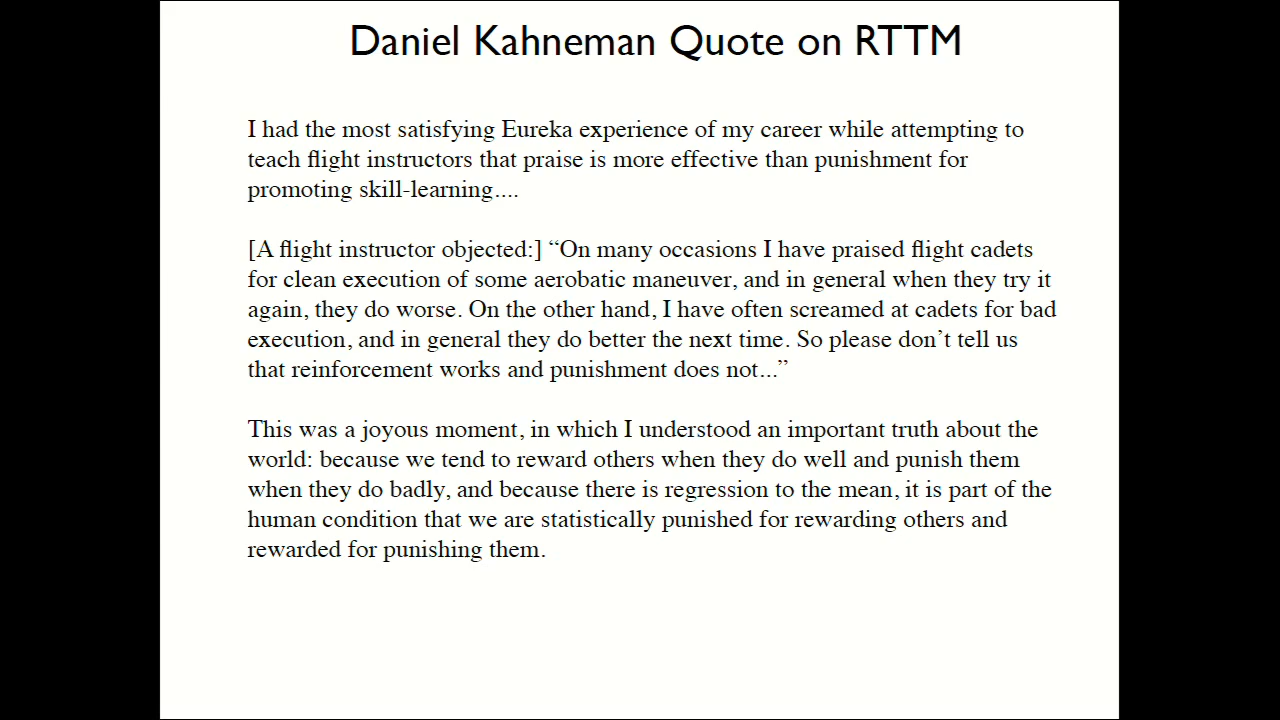 Daniel Kahneman Quote on RTTM
I had the most satisfying Eureka experience of my career while attempting to
teach flight instructors that praise is more effective than punishment for
promoting skill-learning....
[A flight instructor objected:] “On many occasions I have praised flight cadets
for clean execution of some aerobatic maneuver, and in general when they try it
again, they do worse. On the other hand, I have often screamed at cadets for bad
execution, and in general they do better the next time. So please don’t tell us
that reinforcement works and punishment does not...”
This was a joyous moment, in which I understood an important truth about the
world: because we tend to reward others when they do well and punish them
when they do badly, and because there is regression to the mean, it is part of the
human condition that we are statistically punished for rewarding others and
rewarded for punishing them.